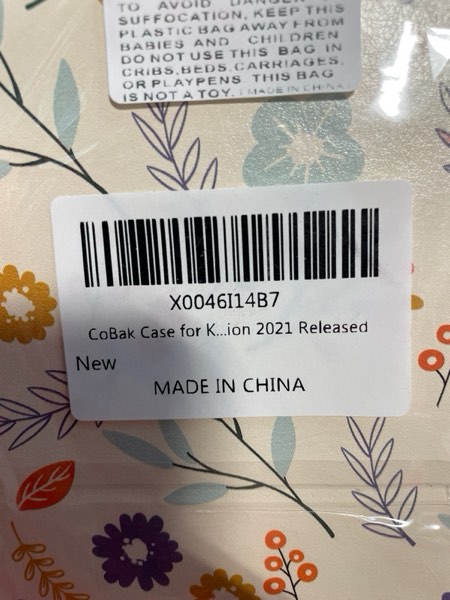 TO AVOID DANGER OF
SUFFOCATION, KEEP THIS
PLASTIC BAG AWAY FROM
BABIES AND CHILDREN
DO NOT USE THIS BAG IN
CRIBS.BEDS.CARRIAGES.
OR PLAYPENS. THIS BAG
IS NOT A TOY. MADE IN CHINA
X0046I14B7
CoBak Case for K...ion 2021 Released
New
MADE IN CHINA